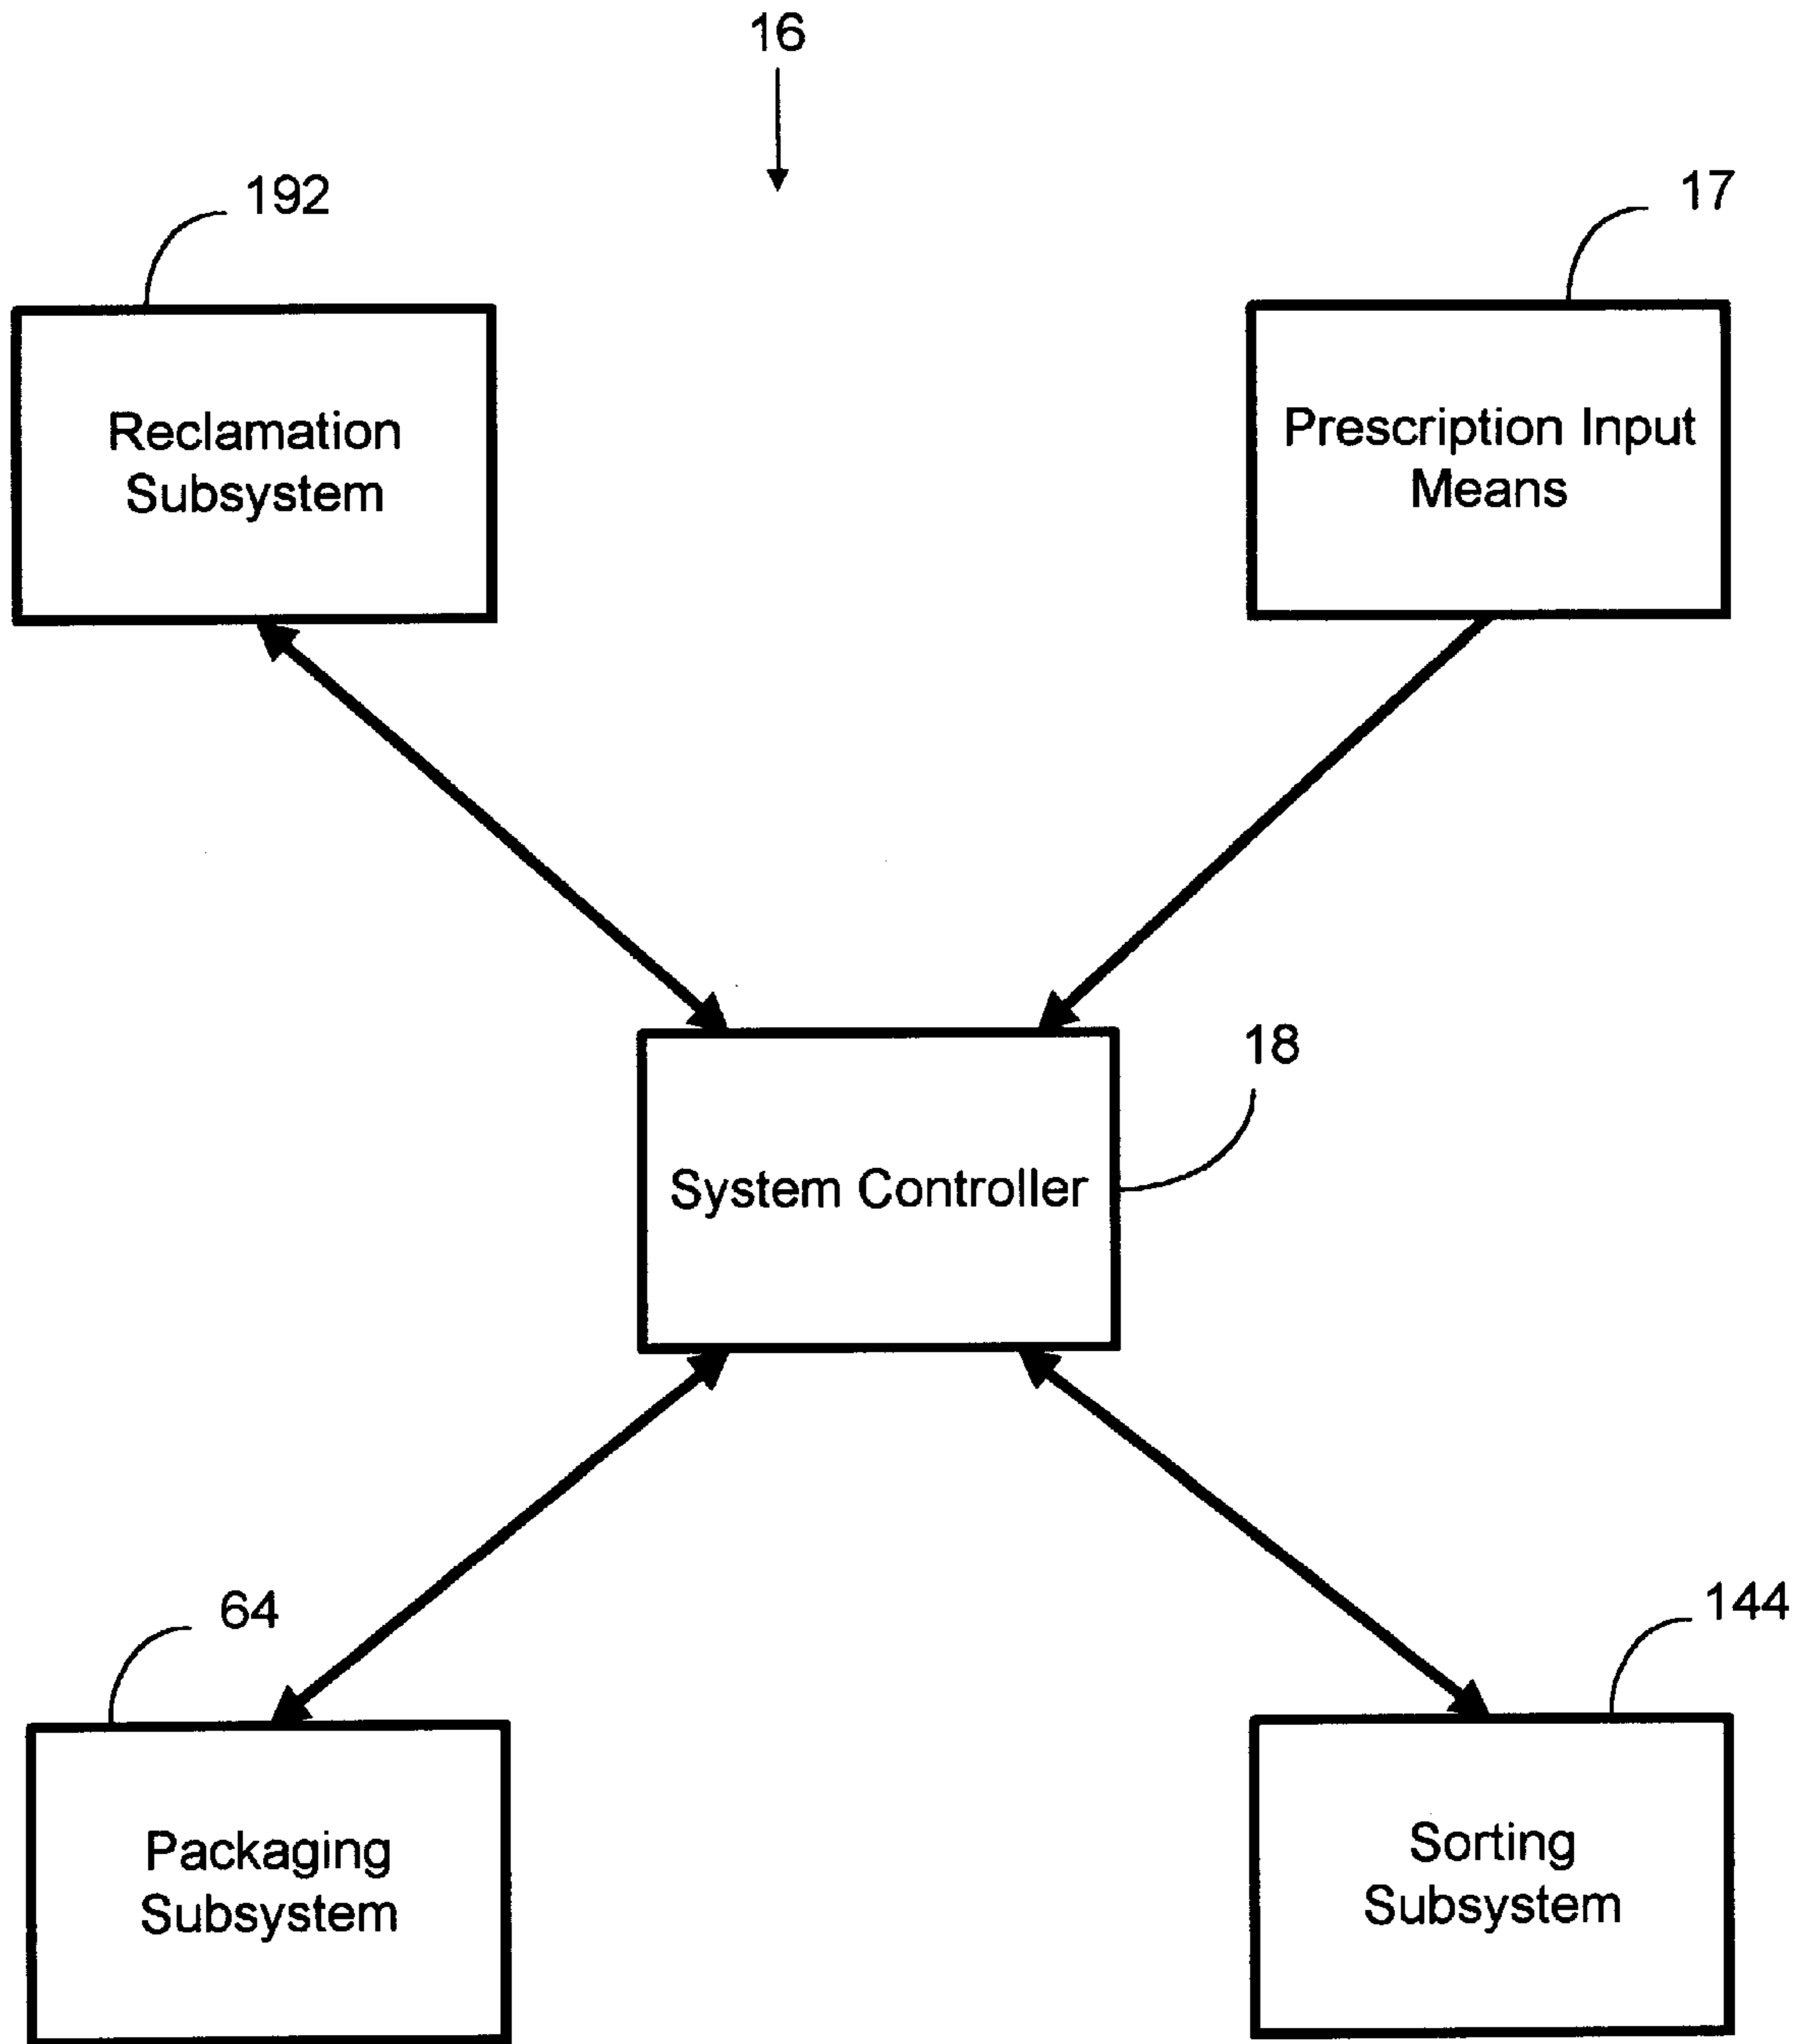 16
192
17
Reclamation
Subsystem
Prescription Input
Means
18
System Controller
64
144
Packaging
Subsystem
Sorting
Subsystem